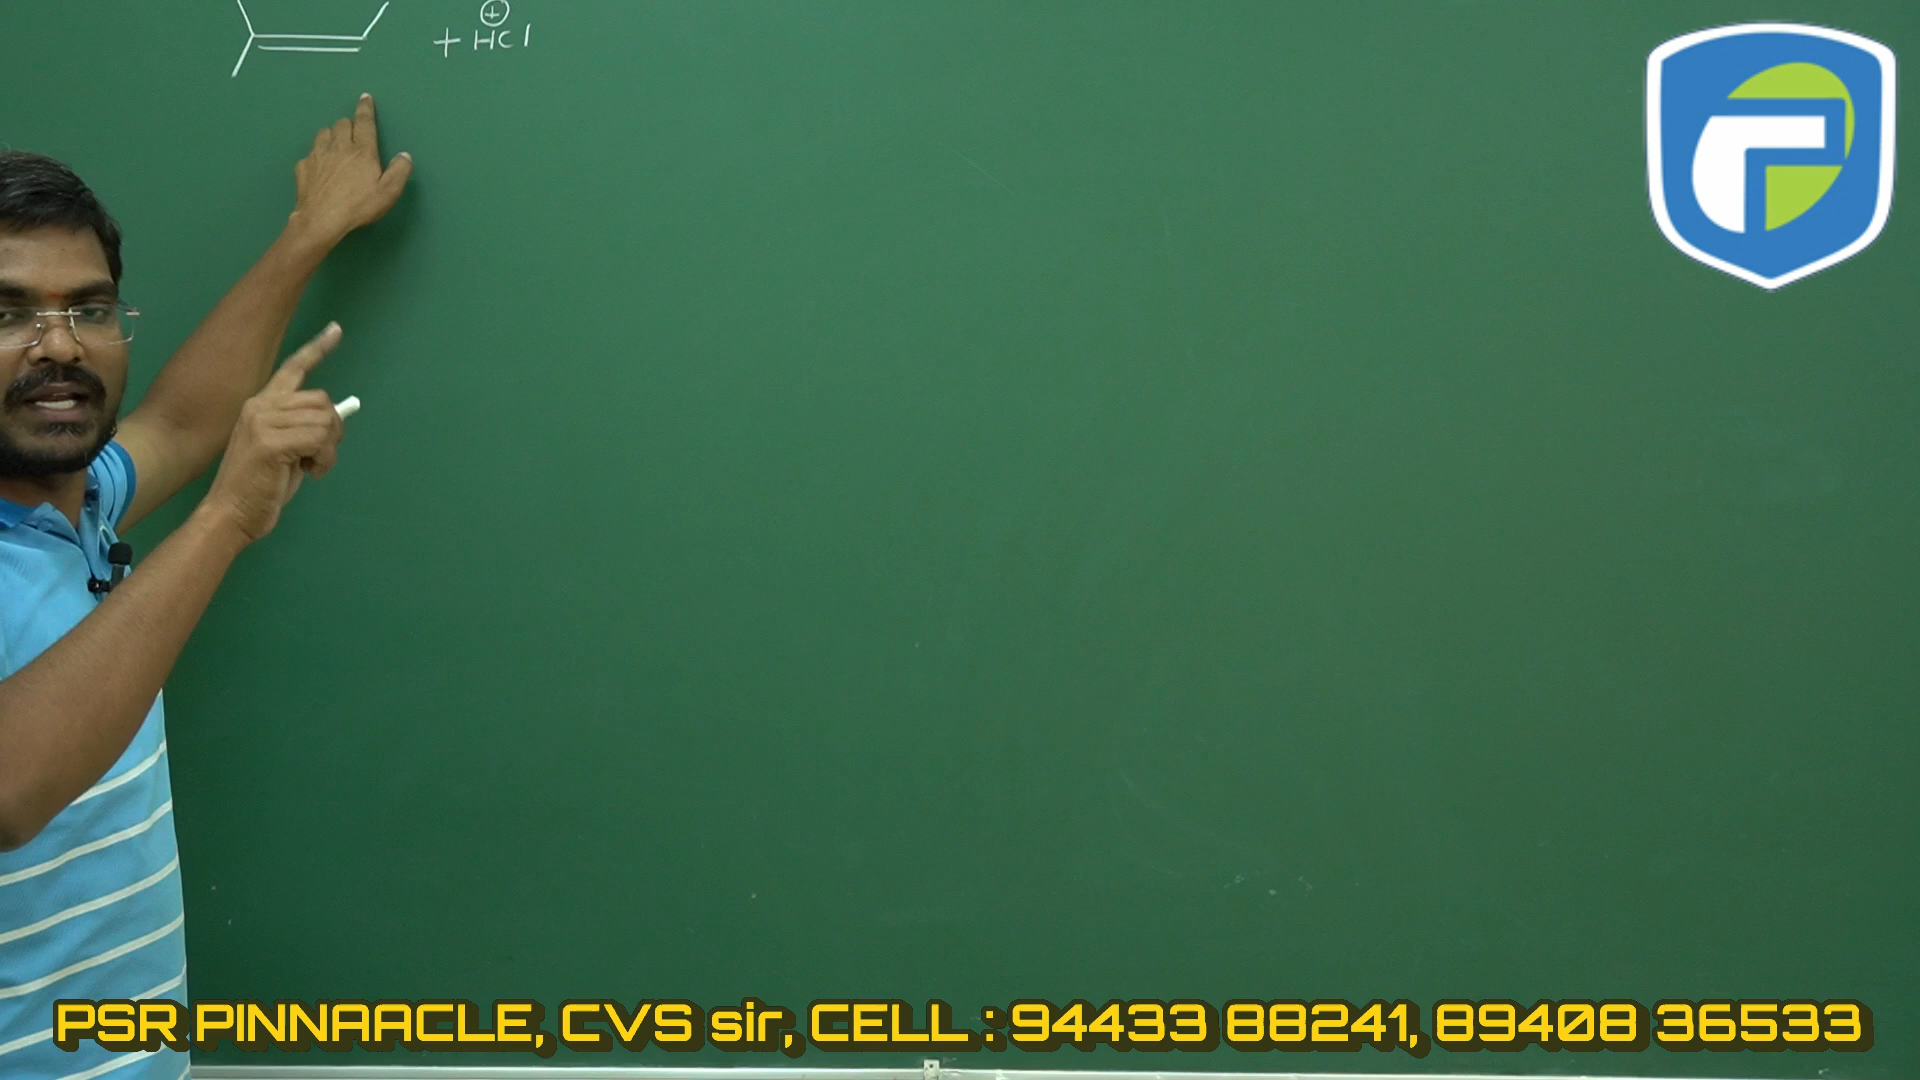 ⊕
+ HCl
PSR PINNAACLE, CVS sir, CELL : 94433 88241, 89408 36533